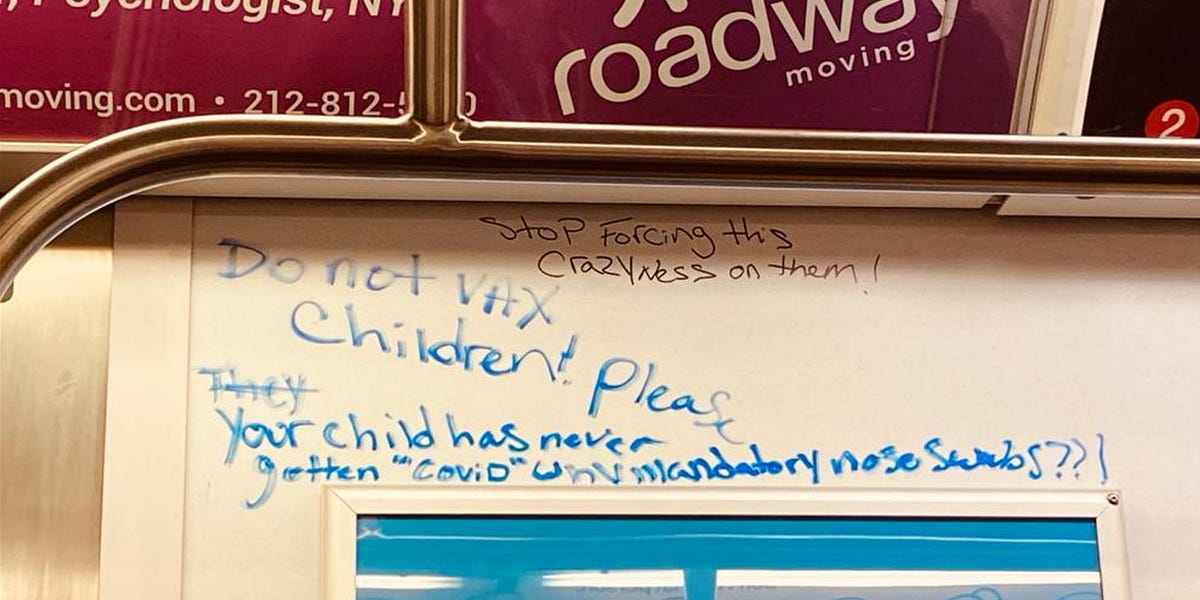 , Psychologist, NY
moving.com • 212-812-
roadway
moving
2
Stop Forcing this
Crazyness on them!
Do not VAX
Children! Please
They
Your child has never
gotten "Covid" why mandatory nose swabs??!